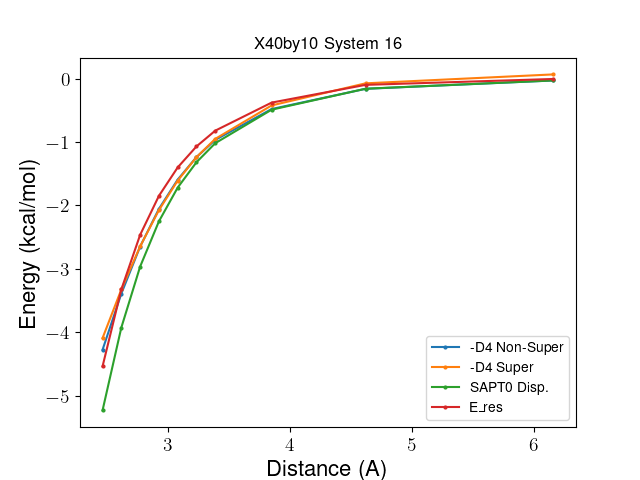 X40by10 System 16
Energy (kcal/mol)
0
−1
−2
−3
−4
−5
3
4
5
6
Distance (A)
-D4 Non-Super
-D4 Super
SAPT0 Disp.
E_res